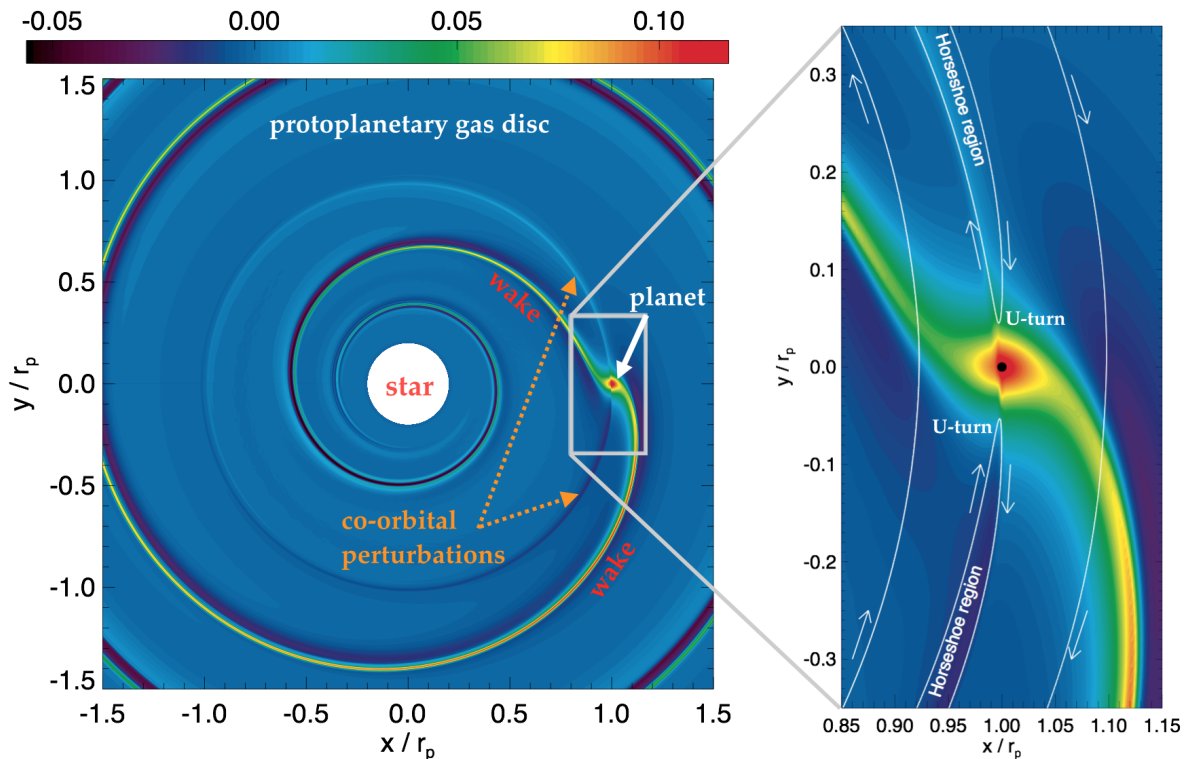 -0.05 0.00 0.05 0.10
1.5
1.0
0.5
0.0
-0.5
-1.0
-1.5
y / r_p
-1.5 -1.0 -0.5 0.0 0.5 1.0 1.5
x / r_p
protoplanetary gas disc
wake
planet
star
co-orbital
perturbations
wake
0.3
0.2
0.1
0.0
-0.1
-0.2
-0.3
y / r_p
0.85 0.90 0.95 1.00 1.05 1.10 1.15
x / r_p
Horseshoe region
U-turn
U-turn
Horseshoe region